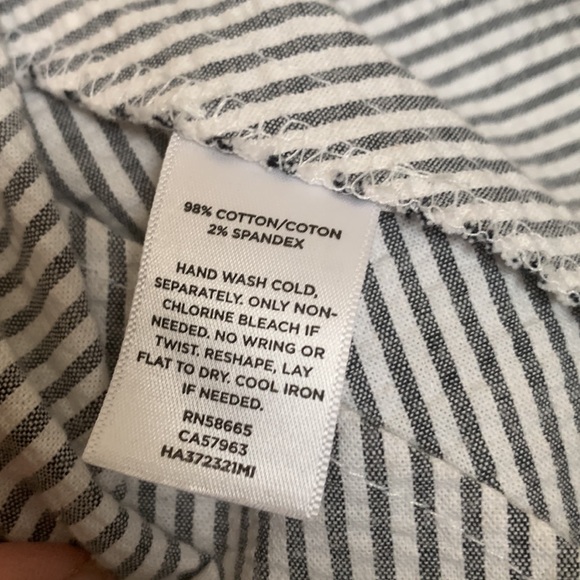 98% COTTON/COTON
2% SPANDEX
HAND WASH COLD,
SEPARATELY. ONLY NON-
CHLORINE BLEACH IF
NEEDED. NO WRING OR
TWIST. RESHAPE, LAY
FLAT TO DRY. COOL IRON
IF NEEDED.
RN58665
CA57963
HA372321MI